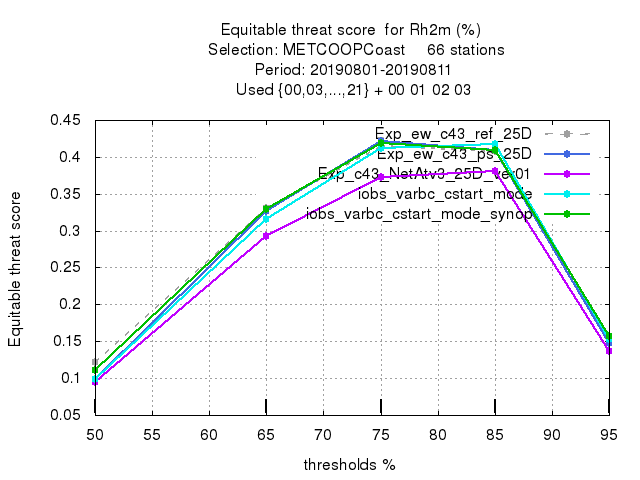 Equitable threat score for Rh2m (%)
Selection: METCOOPCoast 66 stations
Period: 20190801-20190811
Used {00,03,...,21} + 00 01 02 03
Exp_ew_c43_ref_25D
Exp_ew_c43_ps_25D
Exp_c43_NetAtv3_25D_ver01
iobs_varbc_cstart_mode
iobs_varbc_cstart_mode_synop
Equitable threat score
0.45
0.4
0.35
0.3
0.25
0.2
0.15
0.1
0.05
50 55 60 65 70 75 80 85 90 95
thresholds %